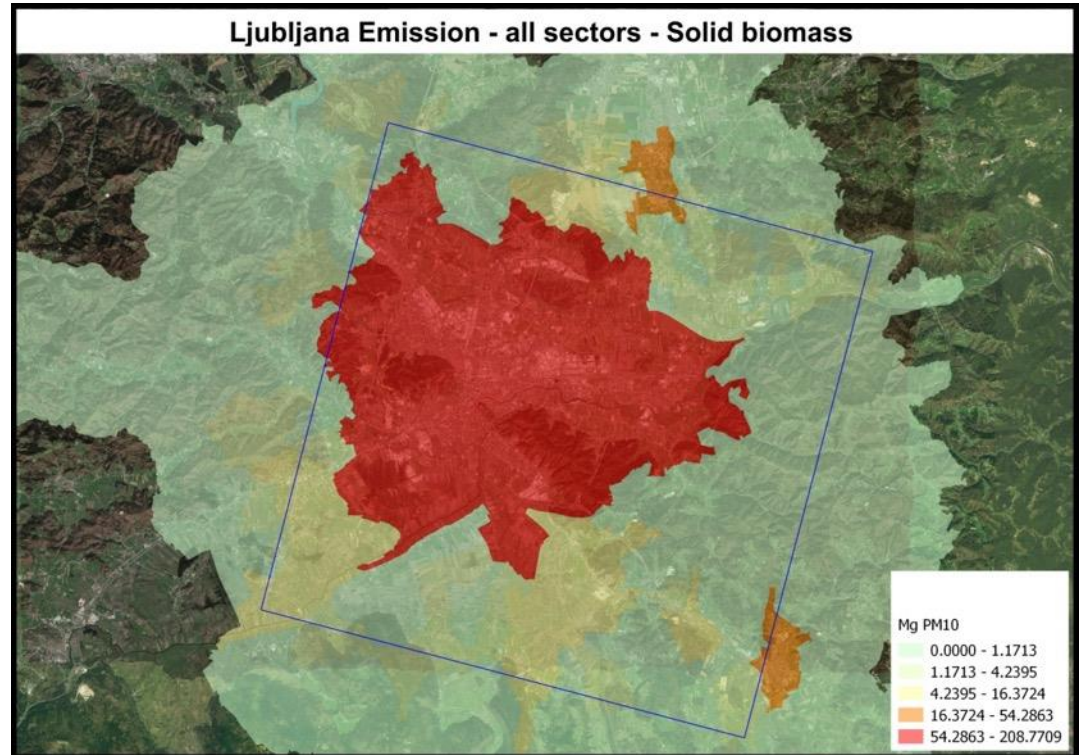 Ljubljana Emission - all sectors - Solid biomass
Mg PM10
0.0000 - 1.1713
1.1713 - 4.2395
4.2395 - 16.3724
16.3724 - 54.2863
54.2863 - 208.7709